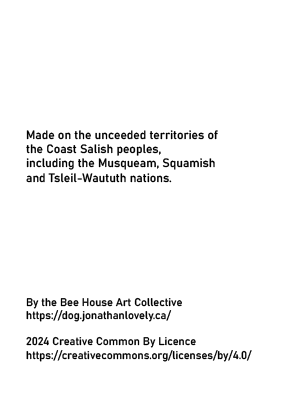 Made on the unceeded territories of
the Coast Salish peoples,
including the Musqueam, Squamish
and Tsleil-Waututh nations.
By the Bee House Art Collective
https://dog.jonathanlovely.ca/
2024 Creative Common By Licence
https://creativecommons.org/licenses/by/4.0/